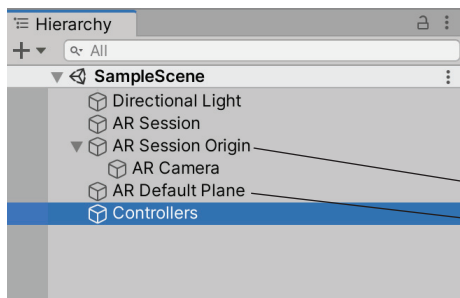 Hierarchy
All
SampleScene
Directional Light
AR Session
AR Session Origin
AR Camera
AR Default Plane
Controllers